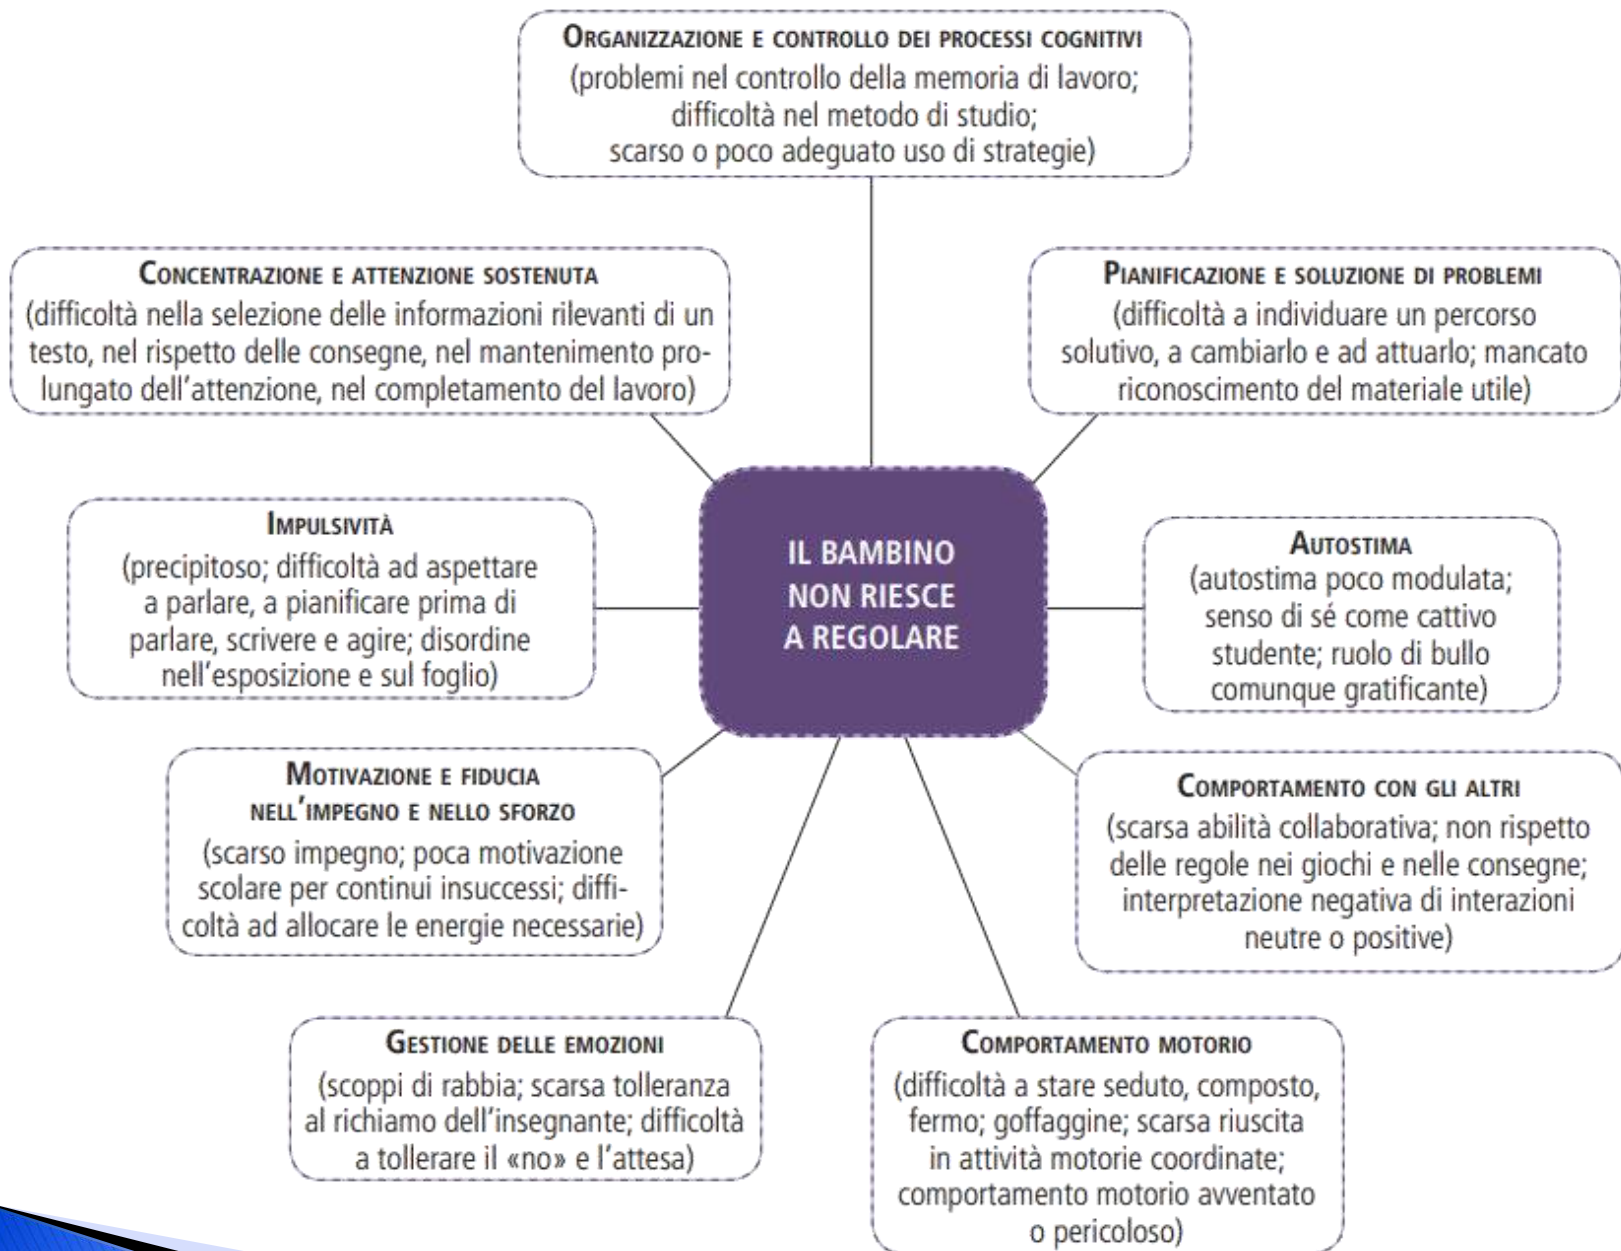 ORGANIZZAZIONE E CONTROLLO DEI PROCESSI COGNITIVI
(problemi nel controllo della memoria di lavoro;
difficoltà nel metodo di studio;
scarso o poco adeguato uso di strategie)
CONCENTRAZIONE E ATTENZIONE SOSTENUTA
(difficoltà nella selezione delle informazioni rilevanti di un
testo, nel rispetto delle consegne, nel mantenimento pro-
lungato dell'attenzione, nel completamento del lavoro)
PIANIFICAZIONE E SOLUZIONE DI PROBLEMI
(difficoltà a individuare un percorso
solutivo, a cambiarlo e ad attuarlo; mancato
riconoscimento del materiale utile)
IMPULSIVITÀ
(precipitoso; difficoltà ad aspettare
a parlare, a pianificare prima di
parlare, scrivere e agire; disordine
nell'esposizione e sul foglio)
IL BAMBINO
NON RIESCE
A REGOLARE
AUTOSTIMA
(autostima poco modulata;
senso di sé come cattivo
studente; ruolo di bullo
comunque gratificante)
MOTIVAZIONE E FIDUCIA
NELL'IMPEGNO E NELLO SFORZO
(scarso impegno; poca motivazione
scolare per continui insuccessi; diffi-
coltà ad allocare le energie necessarie)
COMPORTAMENTO CON GLI ALTRI
(scarsa abilità collaborativa; non rispetto
delle regole nei giochi e nelle consegne;
interpretazione negativa di interazioni
neutre o positive)
GESTIONE DELLE EMOZIONI
(scoppi di rabbia; scarsa tolleranza
al richiamo dell'insegnante; difficoltà
a tollerare il «no» e l'attesa)
COMPORTAMENTO MOTORIO
(difficoltà a stare seduto, composto,
fermo; goffaggine; scarsa riuscita
in attività motorie coordinate;
comportamento motorio avventato
o pericoloso)